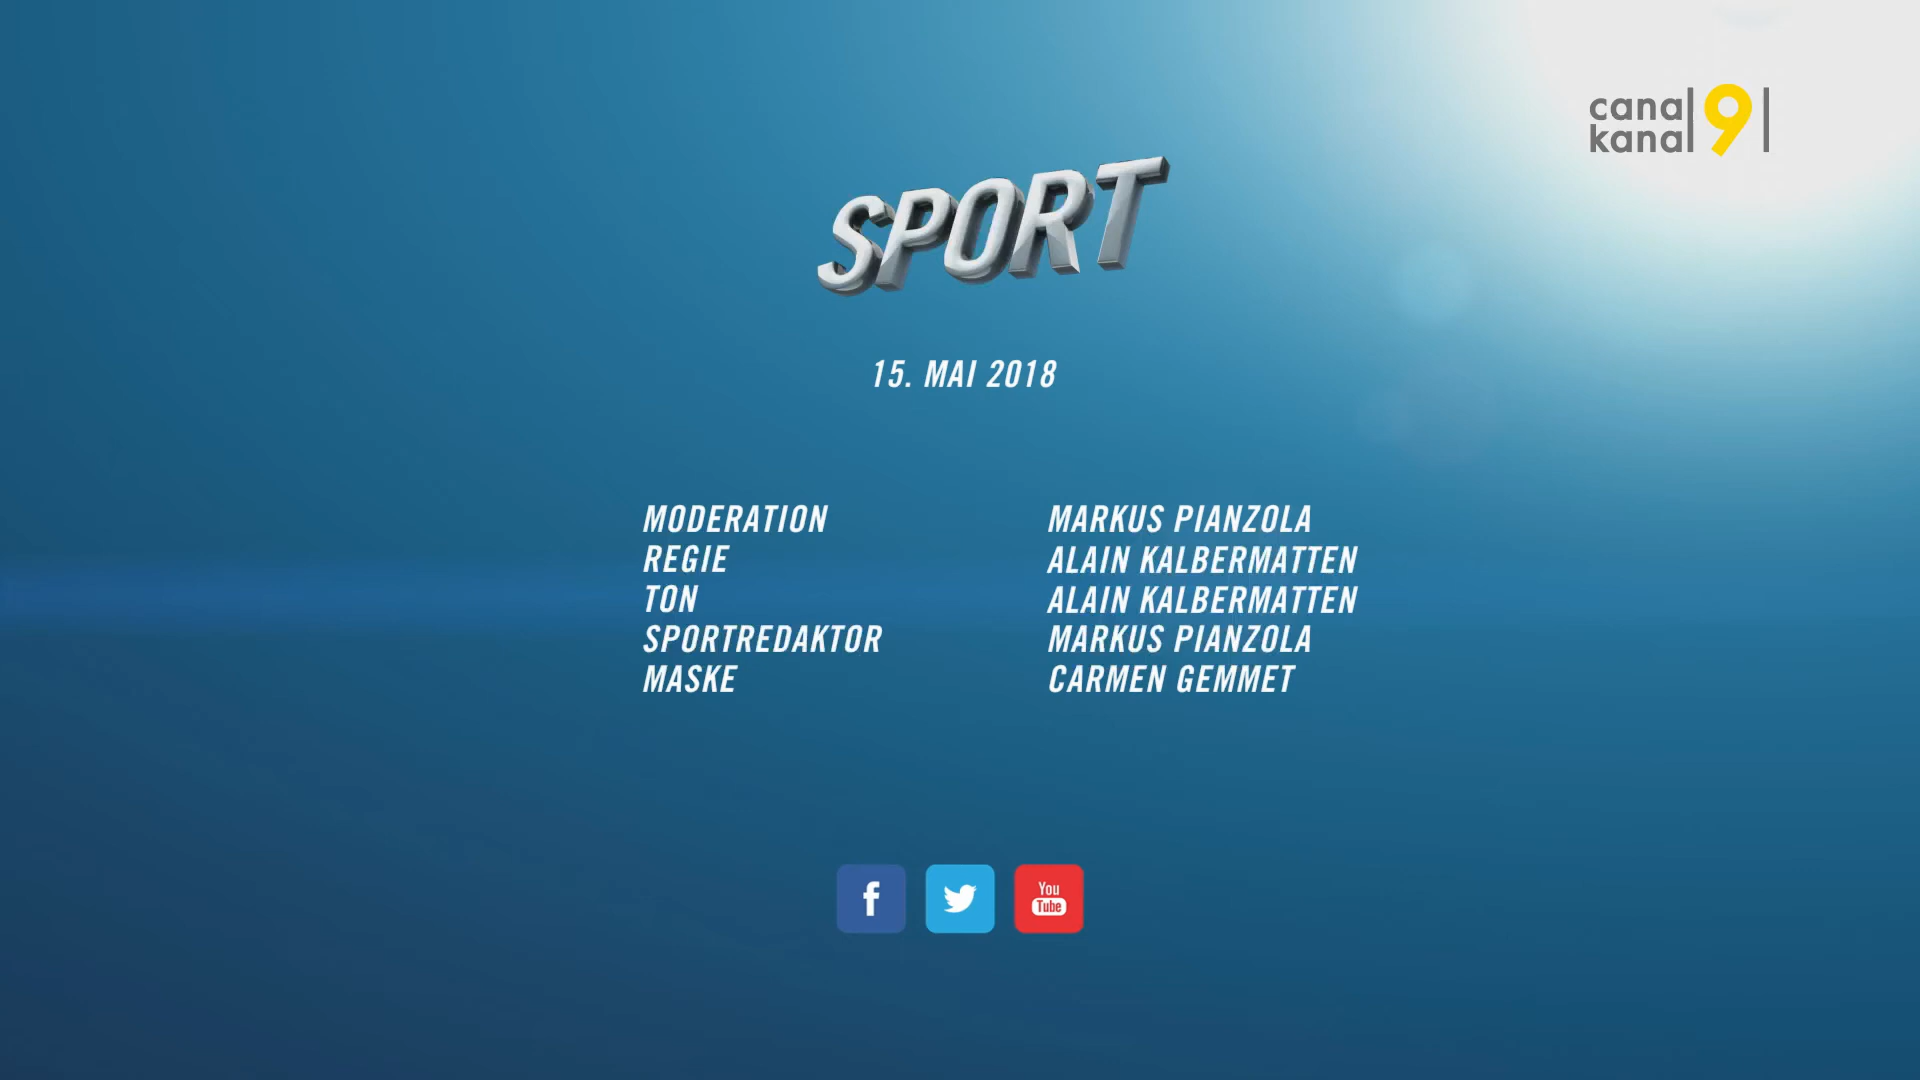 canal 9
kanal
SPORT
15. MAI 2018
MODERATION MARKUS PIANZOLA
REGIE ALAIN KALBERMATTEN
TON ALAIN KALBERMATTEN
SPORTREDAKTOR MARKUS PIANZOLA
MASKE CARMEN GEMMET
f You Tube